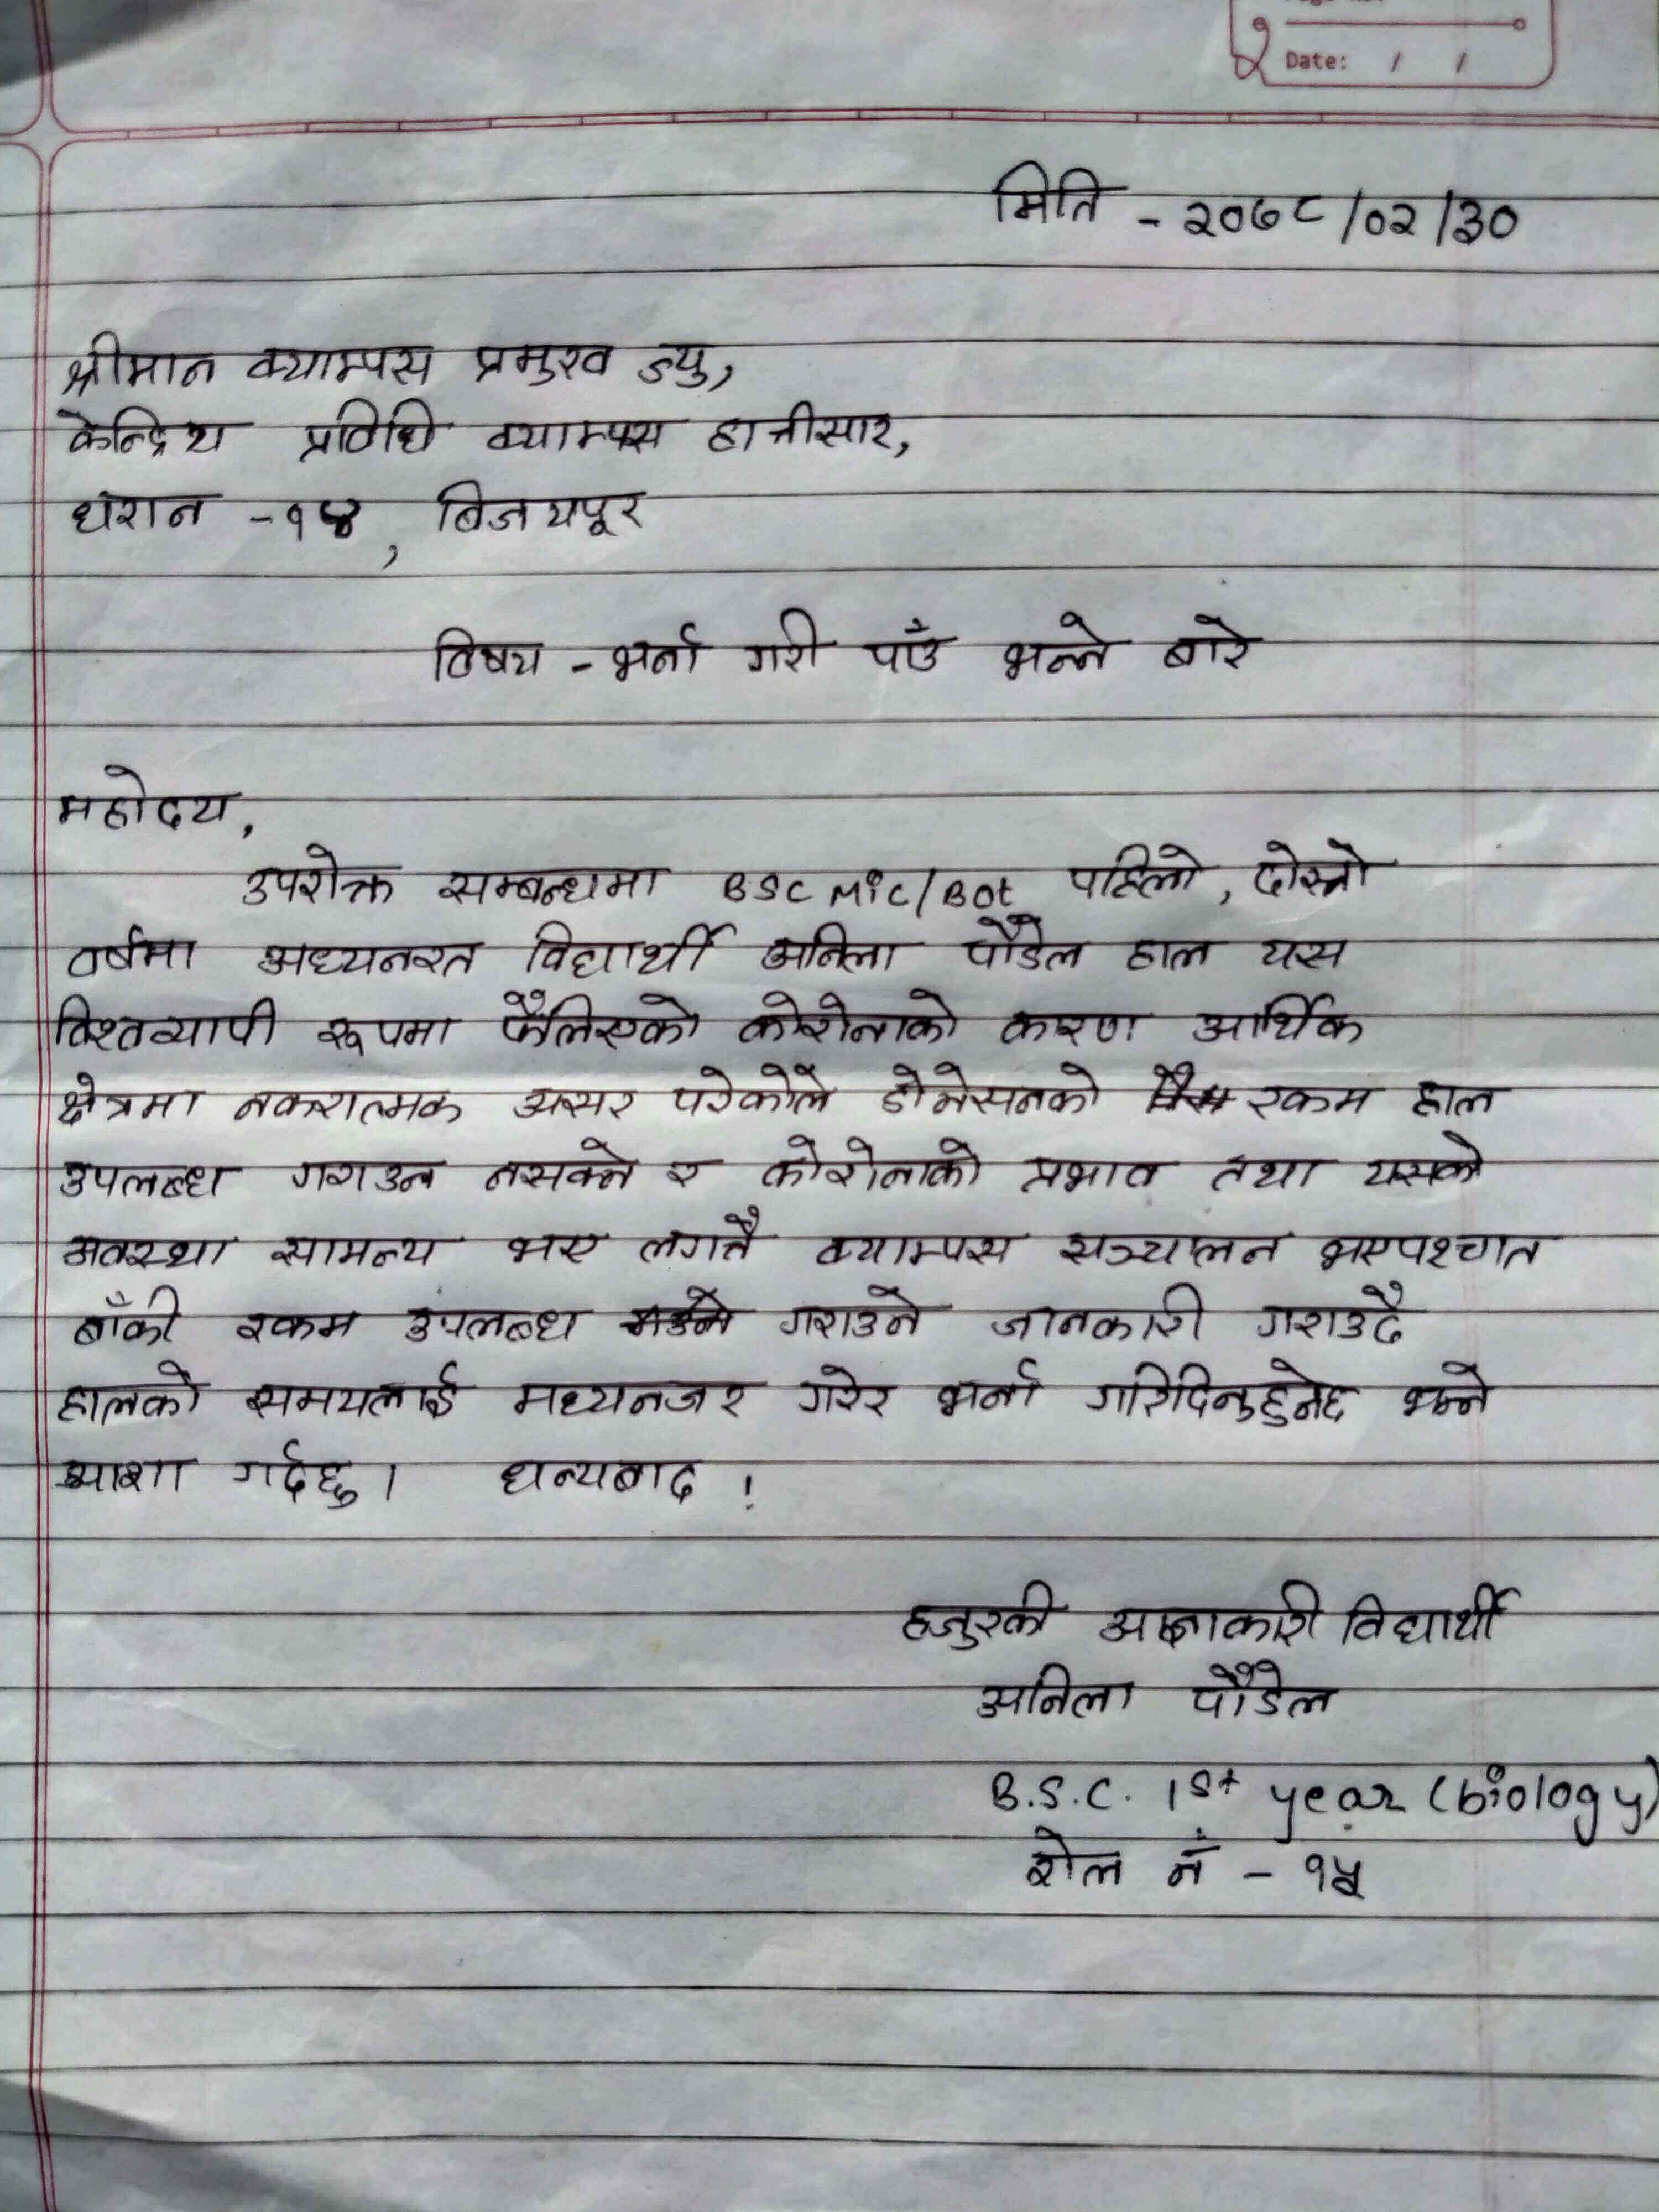 Date: / /
मिति - २०७८/०२/३०
श्रीमान क्याम्पस प्रमुख ज्यु,
केन्द्रिय प्रविधि क्याम्पस हात्तीसार,
धरान -१४, बिजयपूर
विषय - भर्ना गरी पाँउ भन्ने बारे
महोदय,
उपरोक्त सम्बन्धमा BSC Mic/Bot पहिलो, दोस्रो
वर्षमा अध्यनरत विद्यार्थी अनिला पौडेल हाल यस
विश्वव्यापी रूपमा फैलिएको कोरोनाको कारण आर्थिक
क्षेत्रमा नकरात्मक असर परेकोले डोनेसनको रकम हाल
उपलब्ध गराउन नसक्ने र कोरोनाको प्रभाव तथा यसको
अवस्था सामन्य भए लगत्तै क्याम्पस सञ्चालन भएपश्चात
बाँकी रकम उपलब्ध गराउने जानकारी गराउदै
हालको समयलाई मध्यनजर गरेर भर्ना गरिदिनुहुनेछ भन्ने
आशा गर्दछु। धन्यबाद !
हजुरकी आज्ञाकारी विद्यार्थी
अनिला पौडेल
B.S.C. 1st year (biology)
रोल नं - १५